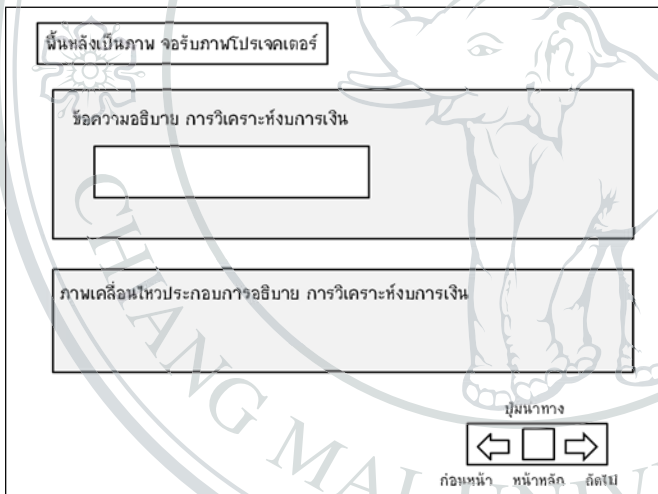 พื้นหลังเป็นภาพ จอรับภาพโปรเจคเตอร์
ข้อความอธิบาย การวิเคราะห์งบการเงิน
ภาพเคลื่อนไหวประกอบการอธิบาย การวิเคราะห์งบการเงิน
ปุ่มนำทาง
ก่อนหน้า หน้าหลัก ถัดไป
CHIANG MAI UNIV